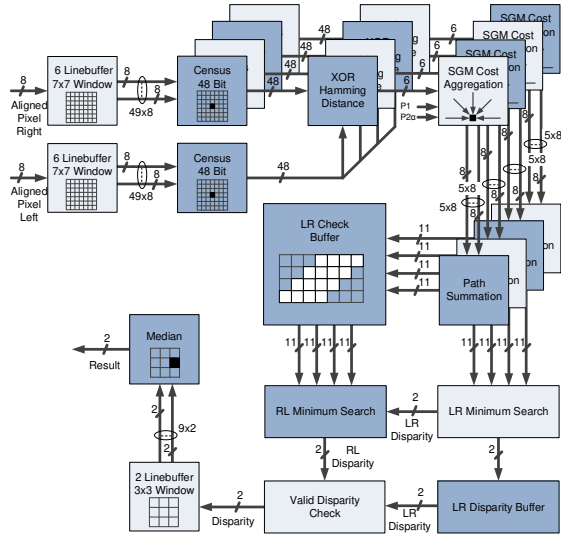 6 Linebuffer
7x7 Window
8
Aligned
Pixel
Right
8
8
49x8
Census
48 Bit
48
48
48
48
XOR
Hamming
Distance
6
6
6
6
SGM Cost
SGM Cost
SGM Cost
Aggregation
P1
P2α
6 Linebuffer
7x7 Window
8
Aligned
Pixel
Left
8
8
49x8
Census
48 Bit
48
8
8
8
8
5x8
5x8
5x8
5x8
8
8
8
8
LR Check
Buffer
11
11
11
11
Path
Summation
11
11
11
11
11
11
11
11
Median
2
Result
2
2
9x2
RL Minimum Search
2
LR
Disparity
LR Minimum Search
2
RL
Disparity
2
2 Linebuffer
3x3 Window
2
Disparity
Valid Disparity
Check
2
LR
Disparity
LR Disparity Buffer